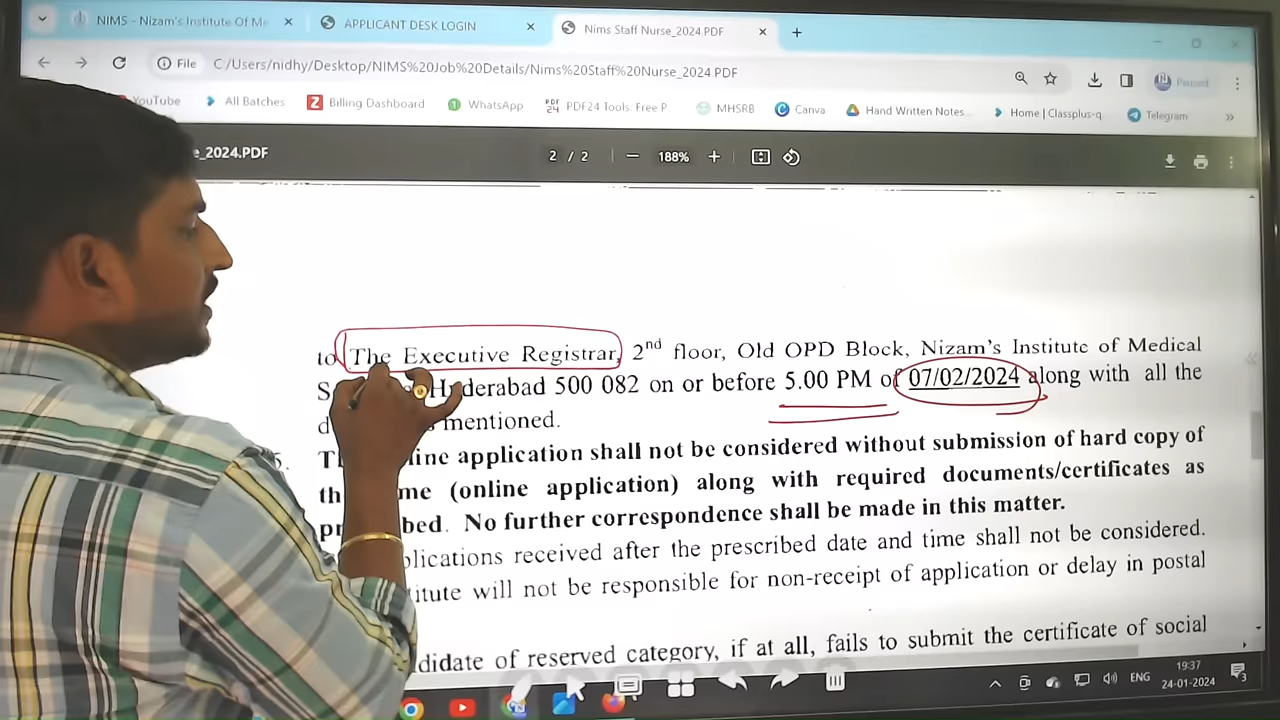 NIMS - Nizam's Institute Of Me
APPLICANT DESK LOGIN
Nims Staff Nurse_2024.PDF
File C:/Users/nidhy/Desktop/NIMS%20Job%20Details/Nims%20Staff%20Nurse_2024.PDF
Paused
YouTube All Batches Billing Dashboard WhatsApp PDF24 Tools: Free P MHSRB Canva Hand Written Notes... Home | Classplus-q Telegram
e_2024.PDF
2 / 2 188%
to The Executive Registrar, 2nd floor, Old OPD Block, Nizam's Institute of Medical
Hyderabad 500 082 on or before 5.00 PM of 07/02/2024 along with all the
mentioned.
5. line application shall not be considered without submission of hard copy of
th me (online application) along with required documents/certificates as
pr bed. No further correspondence shall be made in this matter.
plications received after the prescribed date and time shall not be considered.
titute will not be responsible for non-receipt of application or delay in postal
didate of reserved category, if at all, fails to submit the certificate of social
ENG
19:37
24-01-2024